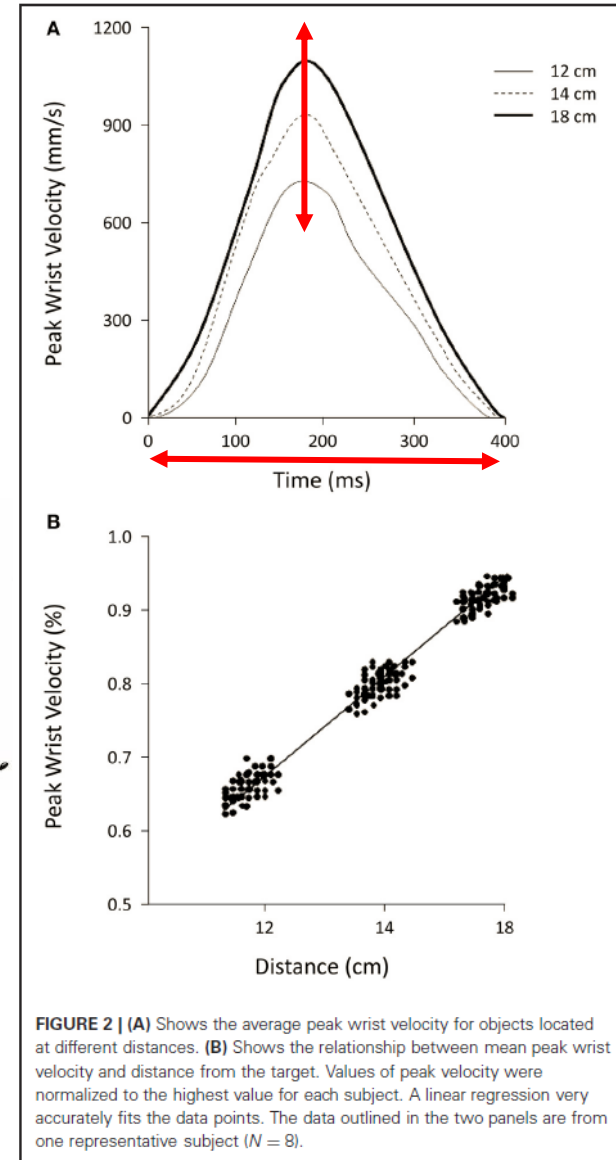 A
1200
900
600
300
0
Peak Wrist Velocity (mm/s)
12 cm
14 cm
18 cm
0 100 200 300 400
Time (ms)
B
1.0
0.9
0.8
0.7
0.6
0.5
Peak Wrist Velocity (%)
12 14 18
Distance (cm)
FIGURE 2 | (A) Shows the average peak wrist velocity for objects located
at different distances. (B) Shows the relationship between mean peak wrist
velocity and distance from the target. Values of peak velocity were
normalized to the highest value for each subject. A linear regression very
accurately fits the data points. The data outlined in the two panels are from
one representative subject (N = 8).